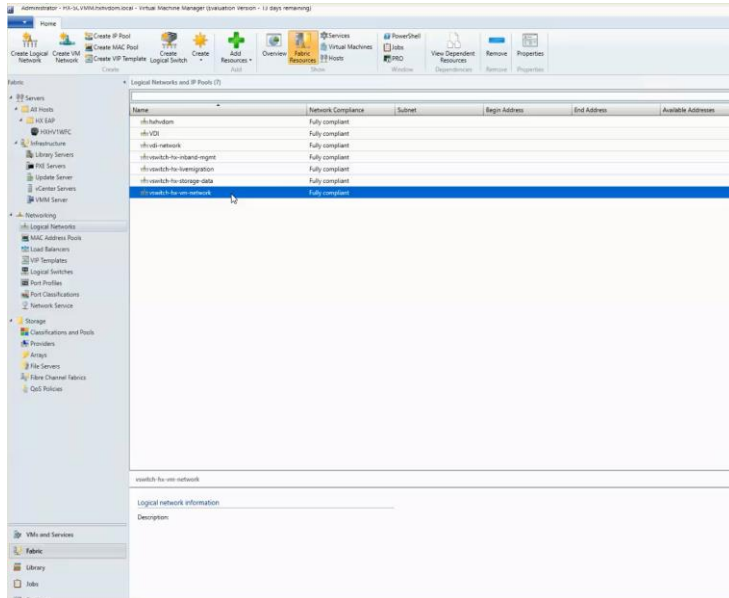 Administrator - HX-SCVMM.hxhvdom.local - Virtual Machine Manager (Evaluation Version - 13 days remaining)
Home
Create Logical Network
Create VM Network
Create IP Pool
Create MAC Pool
Create VIP Template
Create Logical Switch
Create
Create
Add Resources
Add
Overview
Fabric Resources
Services
Virtual Machines
Hosts
Show
PowerShell
Jobs
PRO
Window
View Dependent Resources
Dependencies
Remove
Remove
Properties
Properties
Fabric
Servers
All Hosts
HX EAP
HXHV1WFC
Infrastructure
Library Servers
PXE Servers
Update Server
vCenter Servers
VMM Server
Networking
Logical Networks
MAC Address Pools
Load Balancers
VIP Templates
Logical Switches
Port Profiles
Port Classifications
Network Service
Storage
Classifications and Pools
Providers
Arrays
File Servers
Fibre Channel Fabrics
QoS Policies
VMs and Services
Fabric
Library
Jobs
Logical Networks and IP Pools (7)
Name Network Compliance Subnet Begin Address End Address Available Addresses
hxhvdom Fully compliant
VDI Fully compliant
vdi-network Fully compliant
vswitch-hx-inband-mgmt Fully compliant
vswitch-hx-livemigration Fully compliant
vswitch-hx-storage-data Fully compliant
vswitch-hx-vm-network Fully compliant
vswitch-hx-vm-network
Logical network information
Description: